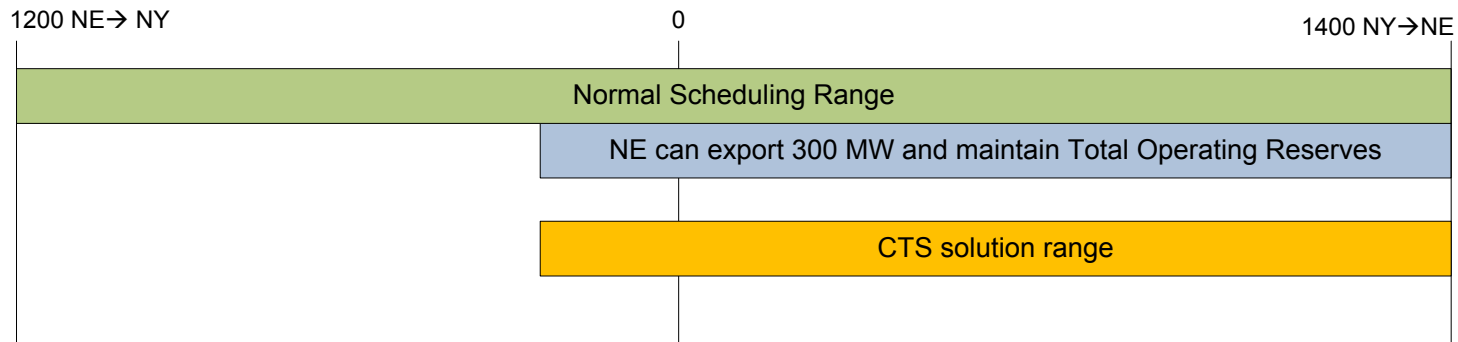 1200 NE→ NY
0
1400 NY→NE
Normal Scheduling Range
NE can export 300 MW and maintain Total Operating Reserves
CTS solution range